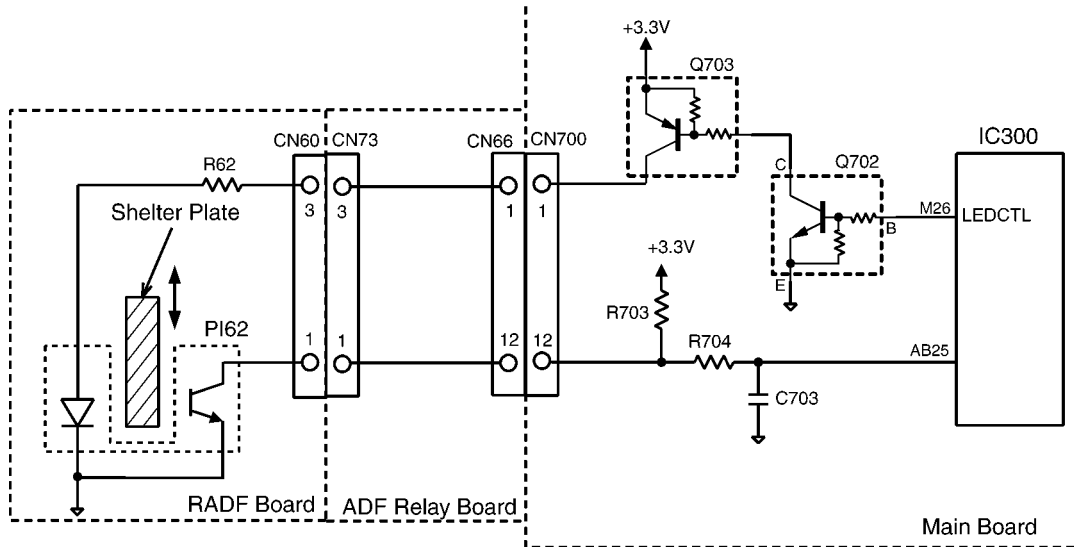 +3.3V
Q703
CN60 CN73
CN66 CN700
IC300
R62
C
Q702
Shelter Plate
3
3
1
1
M26
LEDCTL
B
+3.3V
E
R703
PI62
1
1
12
12
R704
AB25
C703
RADF Board
ADF Relay Board
Main Board